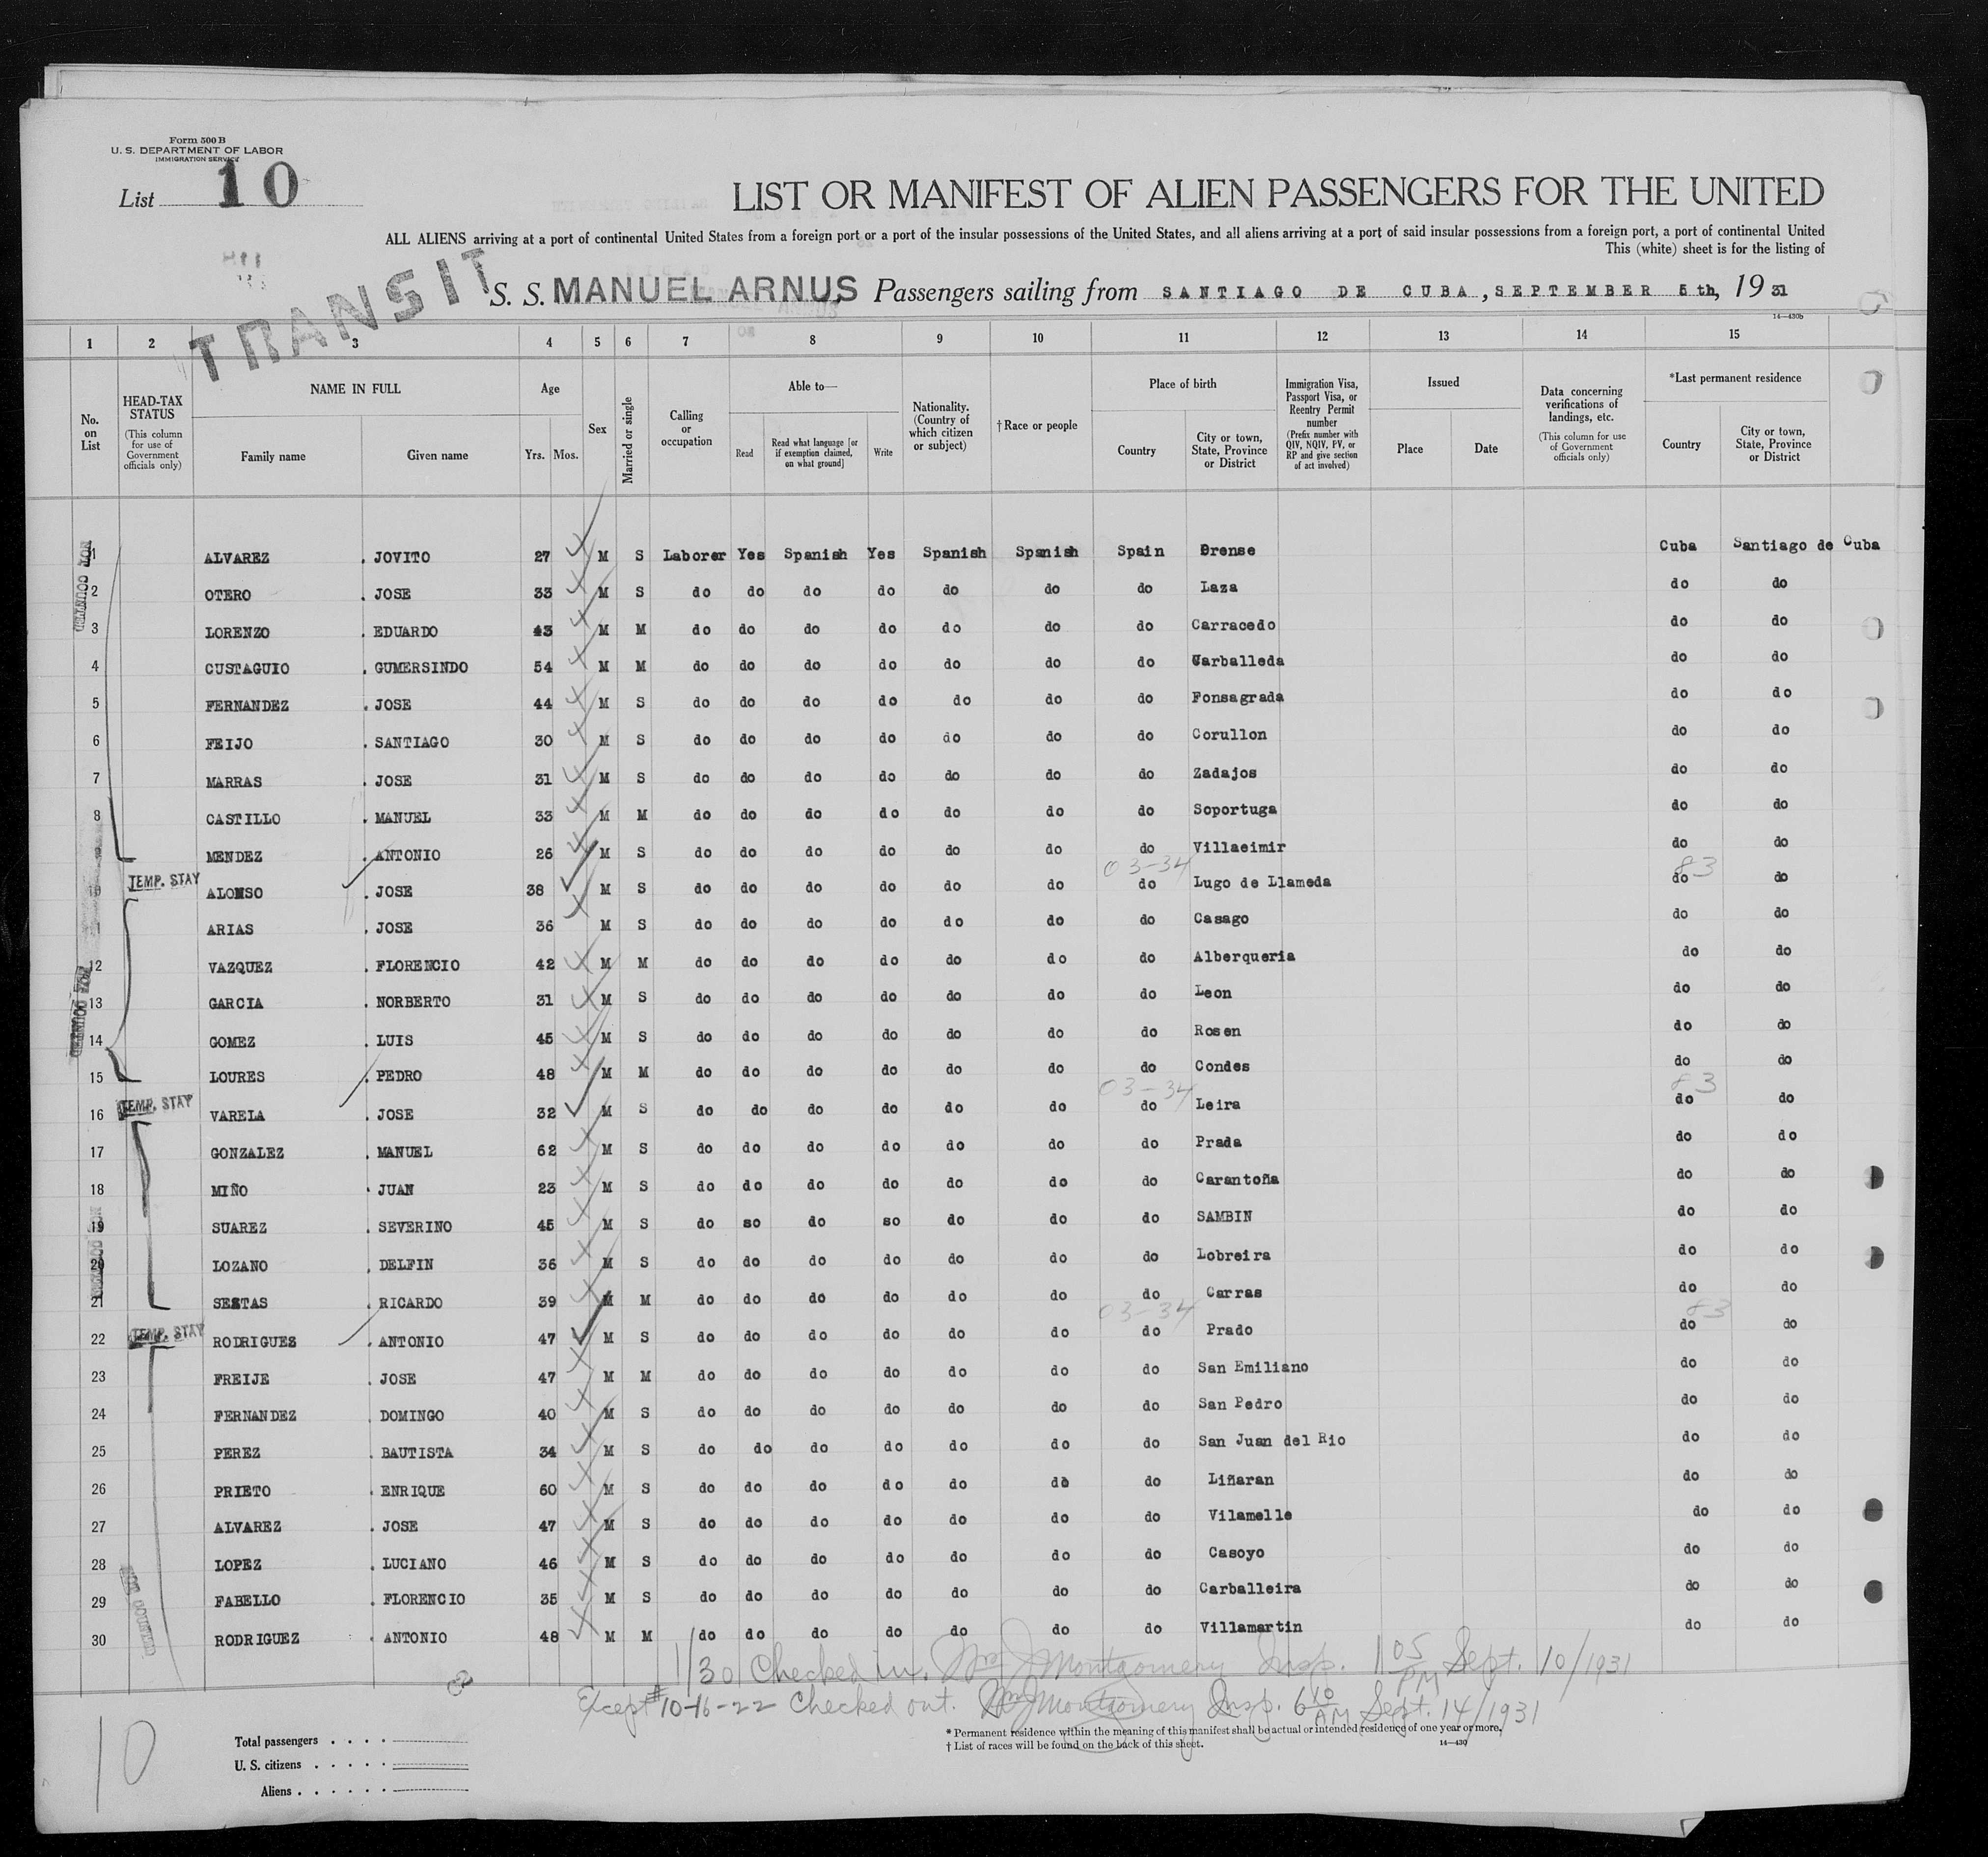 Form 500 B
U. S. DEPARTMENT OF LABOR
IMMIGRATION SERVICE
List 10
LIST OR MANIFEST OF ALIEN PASSENGERS FOR THE UNITED
ALL ALIENS arriving at a port of continental United States from a foreign port or a port of the insular possessions of the United States, and all aliens arriving at a port of said insular possessions from a foreign port, a port of continental United
This (white) sheet is for the listing of
TRANSIT
S. S. MANUEL ARNUS Passengers sailing from SANTIAGO DE CUBA, SEPTEMBER 5th, 1931
14—430b
1 2 3 4 5 6 7 8 9 10 11 12 13 14 15
No. on List
HEAD-TAX STATUS (This column for use of Government officials only)
NAME IN FULL Family name Given name
Age Yrs. Mos.
Sex
Married or single
Calling or occupation
Able to— Read Read what language [or if exemption claimed, on what ground] Write
Nationality. (Country of which citizen or subject)
†Race or people
Place of birth Country City or town, State, Province or District
Immigration Visa, Passport Visa, or Reentry Permit number (Prefix number with QIV, NQIV, PV, or RP and give section of act involved)
Issued Place Date
Data concerning verifications of landings, etc. (This column for use of Government officials only)
*Last permanent residence Country City or town, State, Province or District
1 ALVAREZ . JOVITO 27 M S Laborer Yes Spanish Yes Spanish Spanish Spain Orense Cuba Santiago de Cuba
2 OTERO . JOSE 33 M S do do do do do do do Laza do do
3 LORENZO . EDUARDO 43 M M do do do do do do do Carracedo do do
4 CUSTAGUIO . GUMERSINDO 54 M M do do do do do do do Carballeda do do
5 FERNANDEZ . JOSE 44 M S do do do do do do do Fonsagrada do do
6 FEIJO . SANTIAGO 30 M S do do do do do do do Corullon do do
7 MARRAS . JOSE 31 M S do do do do do do do Zadajos do do
8 CASTILLO . MANUEL 33 M M do do do do do do do Soportuga do do
9 MENDEZ . ANTONIO 26 M S do do do do do do do Villaeimir do do
03-34 83
10 TEMP. STAY ALONSO . JOSE 38 M S do do do do do do do Lugo de Llameda do do
11 ARIAS . JOSE 36 M S do do do do do do do Casago do do
12 VAZQUEZ . FLORENCIO 42 M M do do do do do do do Alberqueria do do
13 GARCIA . NORBERTO 31 M S do do do do do do do Leon do do
14 GOMEZ . LUIS 45 M S do do do do do do do Rosen do do
15 LOURES . PEDRO 48 M M do do do do do do do Condes do do
03-34 83
16 TEMP. STAY VARELA . JOSE 32 M S do do do do do do do Leira do do
17 GONZALEZ . MANUEL 62 M S do do do do do do do Prada do do
18 MIÑO . JUAN 23 M S do do do do do do do Carantoña do do
19 SUAREZ . SEVERINO 45 M S do so do so do do do SAMBIN do do
20 LOZANO . DELFIN 36 M S do do do do do do do Lobreira do do
21 SESTAS . RICARDO 39 M M do do do do do do do Carras do do
03-34 83
22 TEMP. STAY RODRIGUEZ . ANTONIO 47 M S do do do do do do do Prado do do
23 FREIJE . JOSE 47 M M do do do do do do do San Emiliano do do
24 FERNANDEZ . DOMINGO 40 M S do do do do do do do San Pedro do do
25 PEREZ . BAUTISTA 34 M S do do do do do do do San Juan del Rio do do
26 PRIETO . ENRIQUE 60 M S do do do do do do do Liñaran do do
27 ALVAREZ . JOSE 47 M S do do do do do do do Vilamelle do do
28 LOPEZ . LUCIANO 46 M S do do do do do do do Casoyo do do
29 FABELLO . FLORENCIO 35 M S do do do do do do do Carballeira do do
30 RODRIGUEZ . ANTONIO 48 M M do do do do do do do Villamartin do do
NOT COUNTED
NOT COUNTED
NOT COUNTED
NOT COUNTED
1/30 Checked in. Wm J Montgomery Insp. 1 05 PM Sept. 10/1931
Except #10-16-22 Checked out. Wm J Montgomery Insp. 6 10 AM Sept. 14/1931
10
Total passengers . . . .
U. S. citizens . . . . .
Aliens . . . . . .
* Permanent residence within the meaning of this manifest shall be actual or intended residence of one year or more.
† List of races will be found on the back of this sheet.
14—430